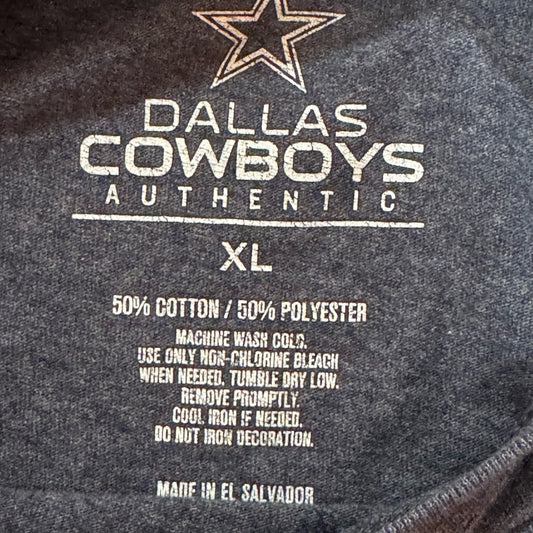 DALLAS
COWBOYS
AUTHENTIC
XL
50% COTTON / 50% POLYESTER
MACHINE WASH COLD.
USE ONLY NON-CHLORINE BLEACH
WHEN NEEDED. TUMBLE DRY LOW.
REMOVE PROMPTLY.
COOL IRON IF NEEDED.
DO NOT IRON DECORATION.
MADE IN EL SALVADOR